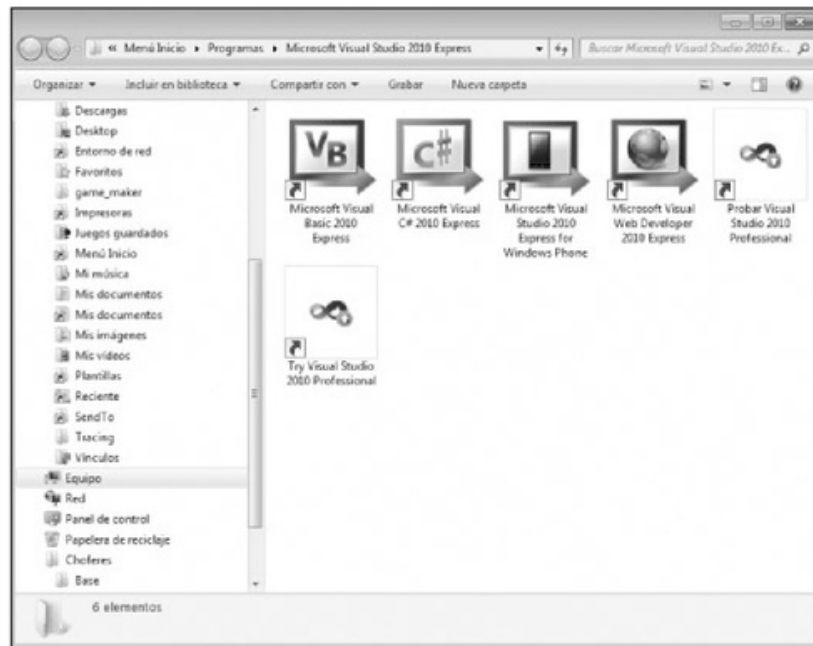 « Menú Inicio ▸ Programas ▸ Microsoft Visual Studio 2010 Express
Buscar Microsoft Visual Studio 2010 Ex...
Organizar Incluir en biblioteca Compartir con Grabar Nueva carpeta
Descargas
Desktop
Entorno de red
Favoritos
game_maker
Impresoras
Juegos guardados
Menú Inicio
Mi música
Mis documentos
Mis documentos
Mis imágenes
Mis vídeos
Plantillas
Reciente
SendTo
Tracing
Vínculos
Equipo
Red
Panel de control
Papelera de reciclaje
Choferes
Base
VB
Microsoft Visual
Basic 2010
Express
C#
Microsoft Visual
C# 2010 Express
Microsoft Visual
Studio 2010
Express for
Windows Phone
Microsoft Visual
Web Developer
2010 Express
Probar Visual
Studio 2010
Professional
Try Visual Studio
2010 Professional
6 elementos